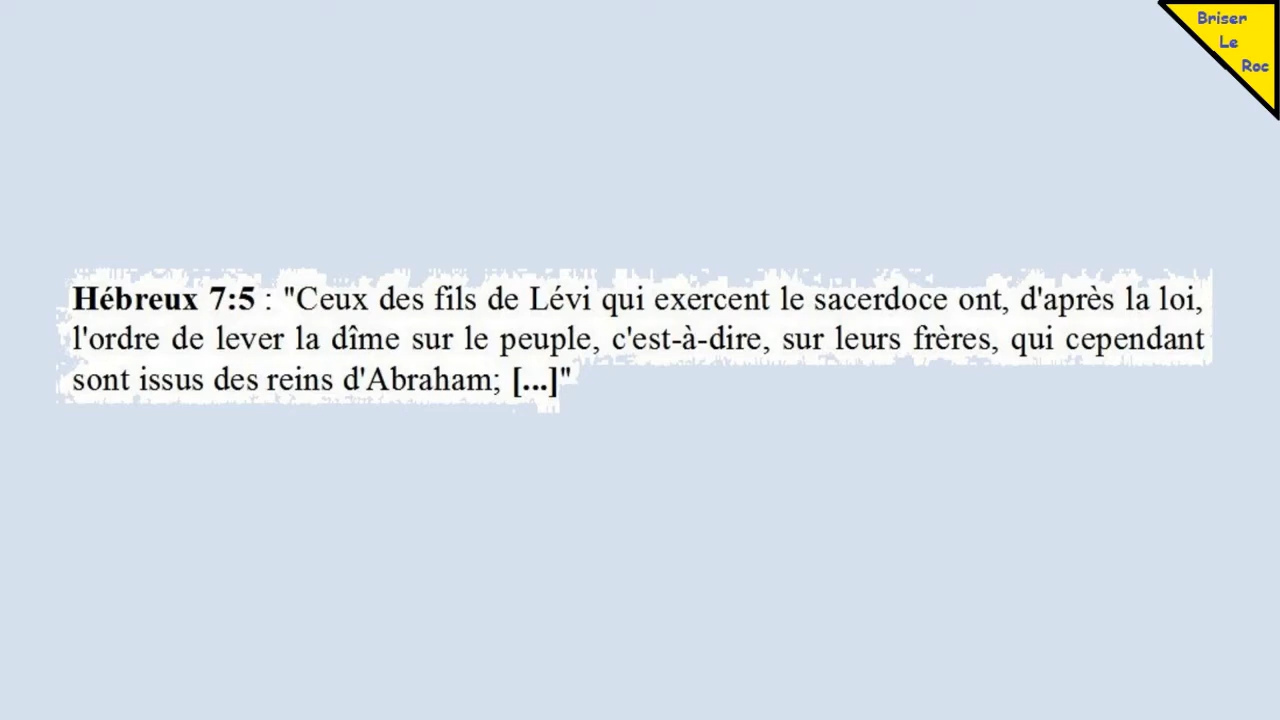 Briser
Le
Roc
Hébreux 7:5 : "Ceux des fils de Lévi qui exercent le sacerdoce ont, d'après la loi,
l'ordre de lever la dîme sur le peuple, c'est-à-dire, sur leurs frères, qui cependant
sont issus des reins d'Abraham; [...]"